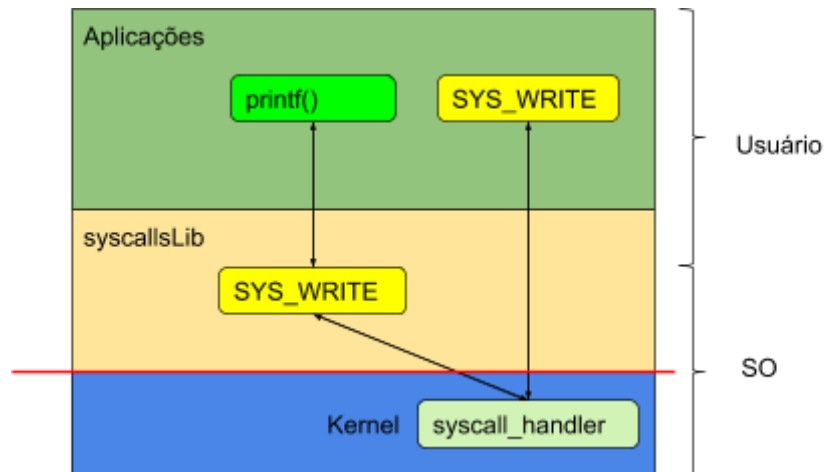 Aplicações
printf()
SYS_WRITE
Usuário
syscallsLib
SYS_WRITE
SO
Kernel
syscall_handler